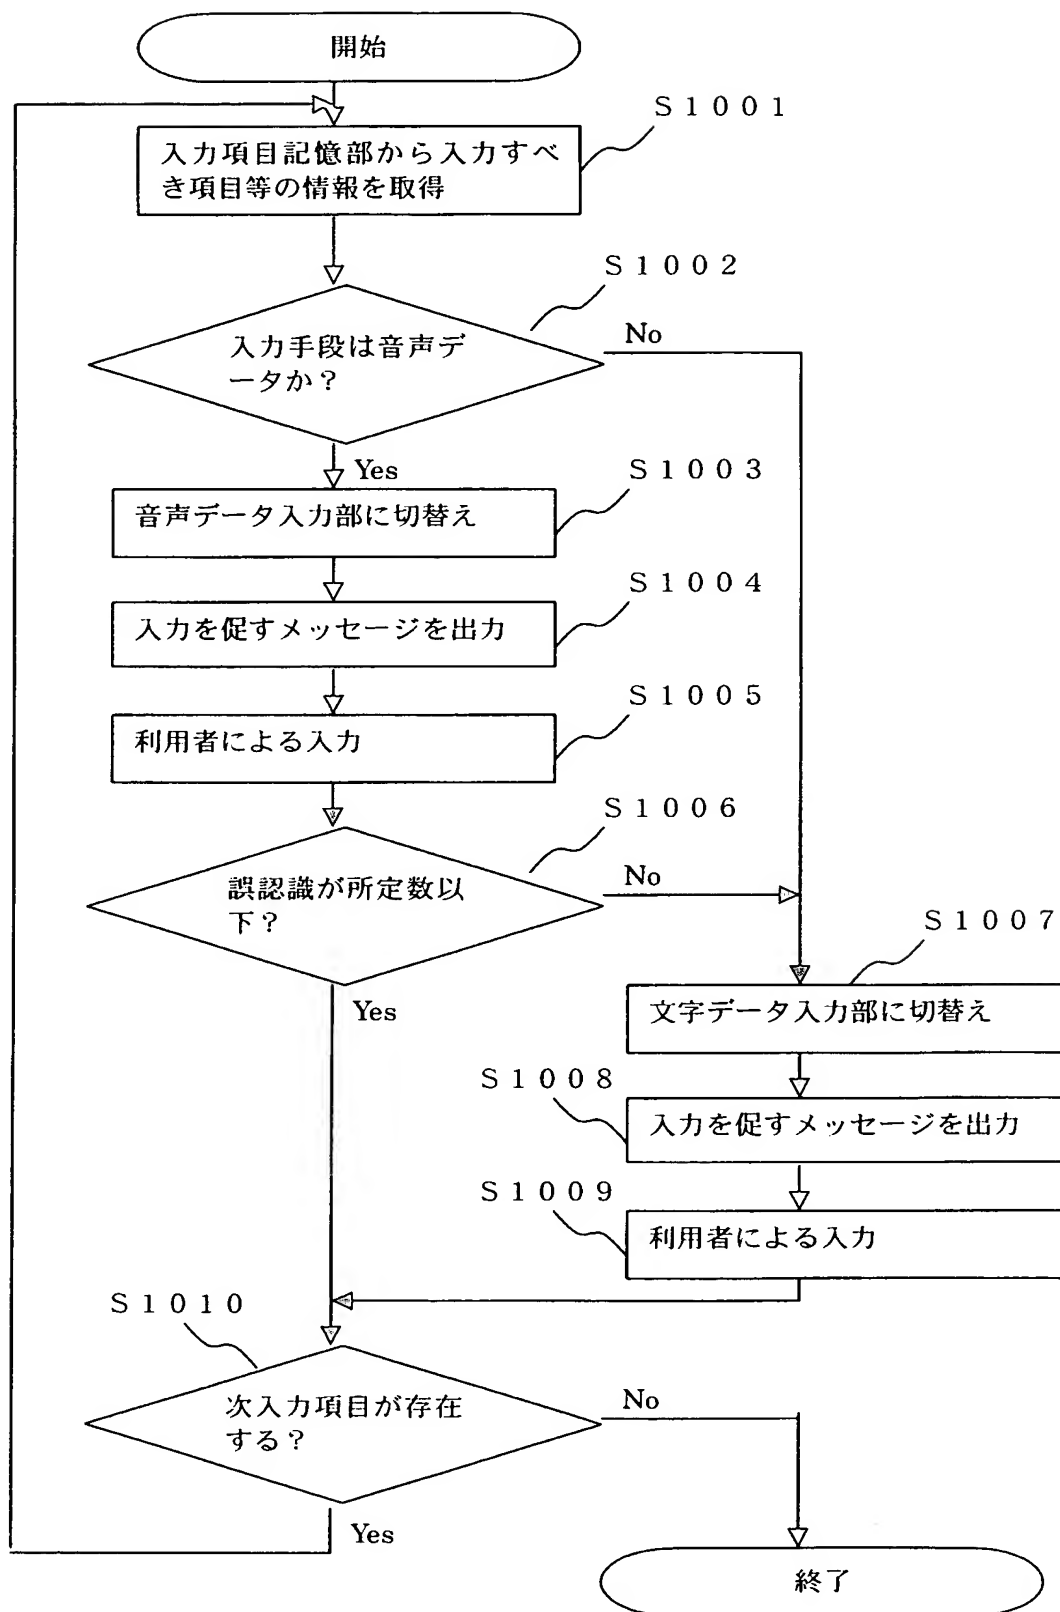 開始
Ｓ１００１
入力項目記憶部から入力すべ
き項目等の情報を取得
Ｓ１００２
入力手段は音声デ
ータか？
No
Yes
Ｓ１００３
音声データ入力部に切替え
Ｓ１００４
入力を促すメッセージを出力
Ｓ１００５
利用者による入力
Ｓ１００６
誤認識が所定数以
下？
No
Yes
Ｓ１００７
文字データ入力部に切替え
Ｓ１００８
入力を促すメッセージを出力
Ｓ１００９
利用者による入力
Ｓ１０１０
次入力項目が存在
する？
No
Yes
終了